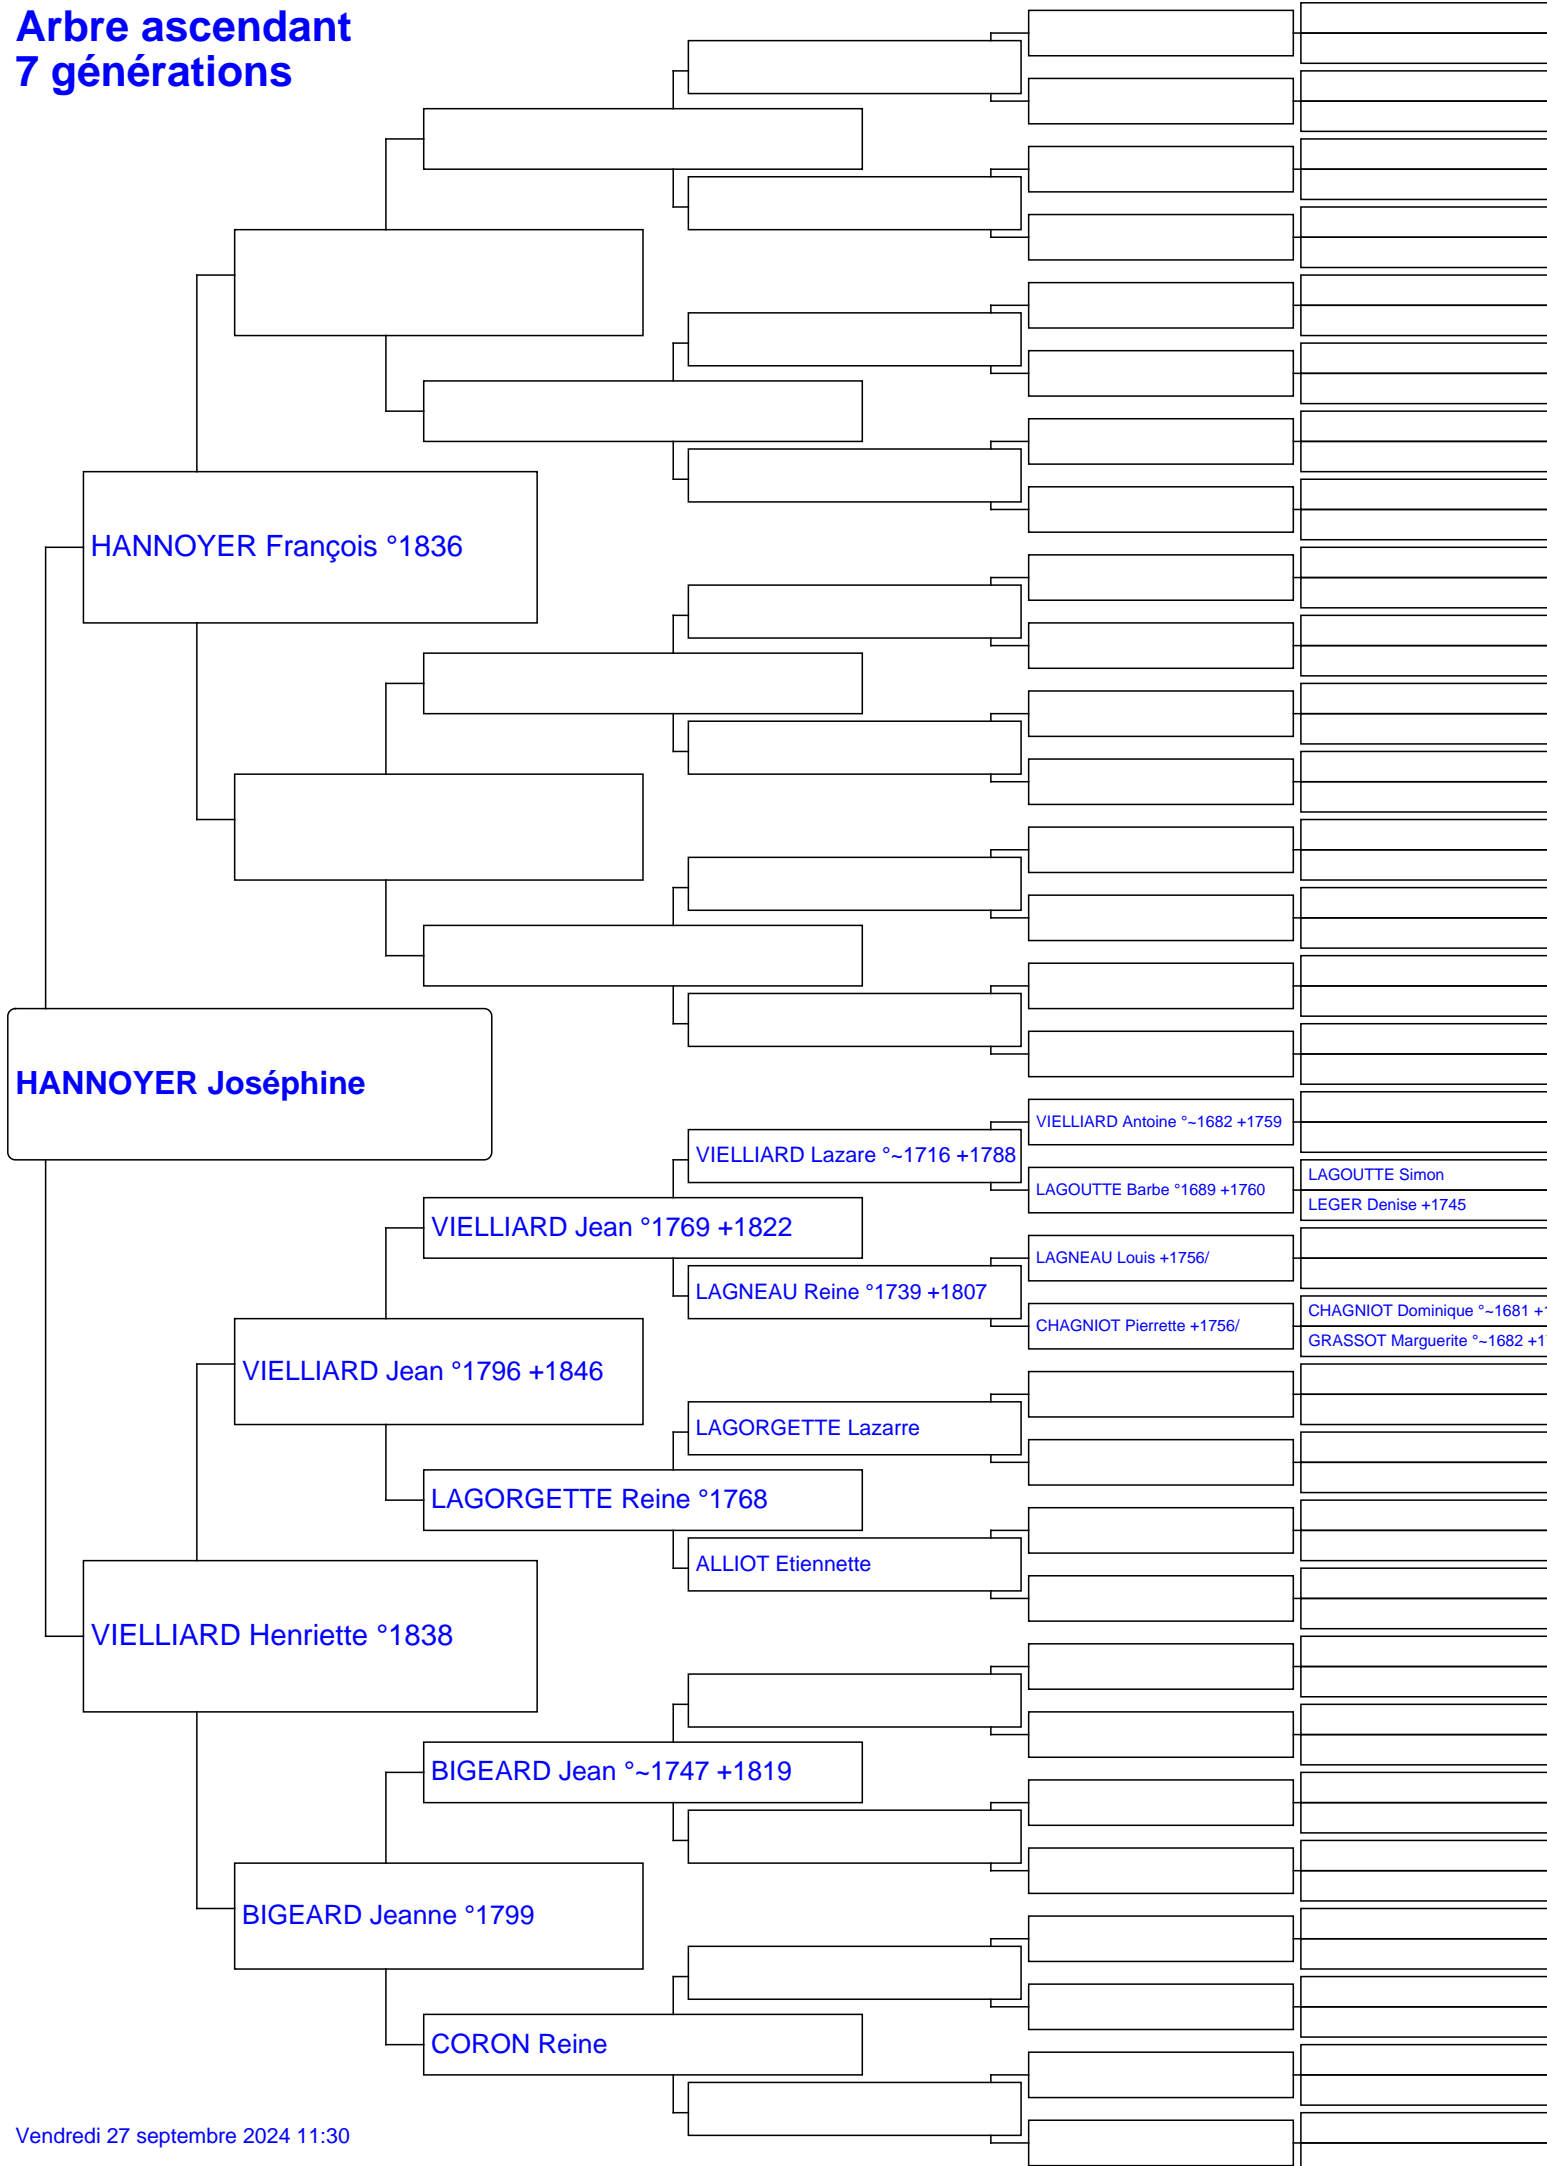 Arbre ascendant
7 générations
HANNOYER François °1836
HANNOYER Joséphine
VIELLIARD Antoine °~1682 +1759
VIELLIARD Lazare °~1716 +1788
LAGOUTTE Simon
LAGOUTTE Barbe °1689 +1760
LEGER Denise +1745
VIELLIARD Jean °1769 +1822
LAGNEAU Louis +1756/
LAGNEAU Reine °1739 +1807
CHAGNIOT Dominique °~1681
CHAGNIOT Pierrette +1756/
GRASSOT Marguerite °~1682
VIELLIARD Jean °1796 +1846
LAGORGETTE Lazarre
LAGORGETTE Reine °1768
ALLIOT Etiennette
VIELLIARD Henriette °1838
BIGEARD Jean °~1747 +1819
BIGEARD Jeanne °1799
CORON Reine
Vendredi 27 septembre 2024 11:30